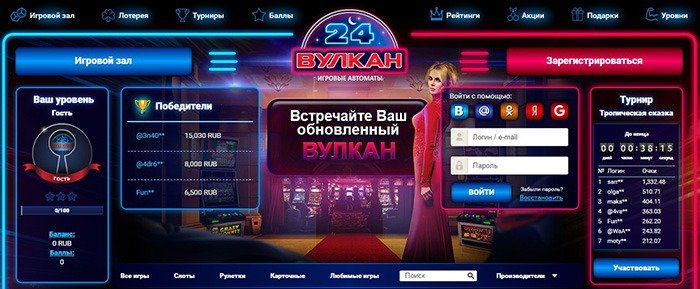 Игровой зал
Лотерея
Турниры
Баллы
Рейтинги
Акции
Подарки
Уровни
24
ВУЛКАН
ИГРОВЫЕ АВТОМАТЫ
Игровой зал
Зарегистрироваться
Ваш уровень
Гость
ГОСТЬ
0/100
Баланс:
0 RUB
Баллы:
0
Победители
@3n40** 15,030 RUB
@4dr6** 8,000 RUB
Fun** 6,500 RUB
Встречайте Ваш
обновленный
ВУЛКАН
Войти с помощью:
B @ Я G
Логин / e-mail
Пароль
ВОЙТИ
Забыли пароль?
Восстановить
Турнир
Тропическая сказка
До конца
00 00 38 15
дней часов минут секунд
№ Логин Очки
1 san** 1,332.48
2 olga** 510.71
3 maks** 404.11
4 @4va** 363.03
5 Fun** 262.20
6 @WaA** 243.82
7 moty** 212.07
Участвовать
Все игры
Слоты
Рулетки
Карточные
Любимые игры
Поиск
Производители